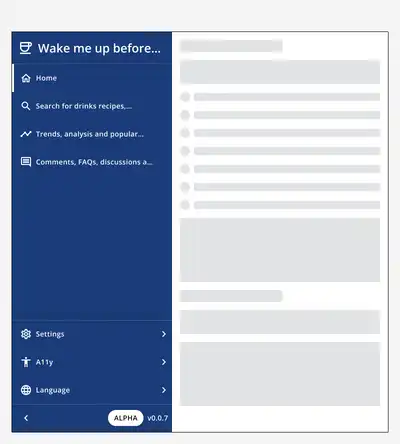 Wake me up before...
Home
Search for drinks recipes,...
Trends, analysis and popular...
Comments, FAQs, discussions a...
Settings
A11y
Language
ALPHA v0.0.7